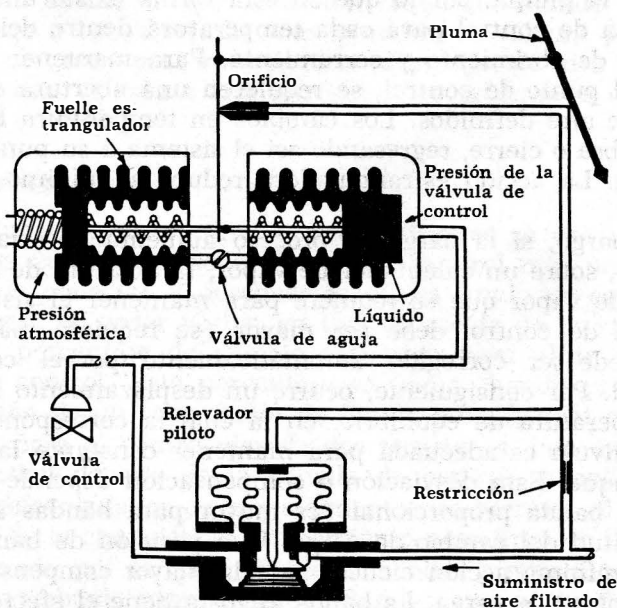 Pluma
Orificio
Fuelle es-
trangulador
Presión de la
válvula de
control
Presión
atmosférica
Líquido
Válvula de aguja
Válvula
de control
Relevador
piloto
Restricción
Suministro de
aire filtrado